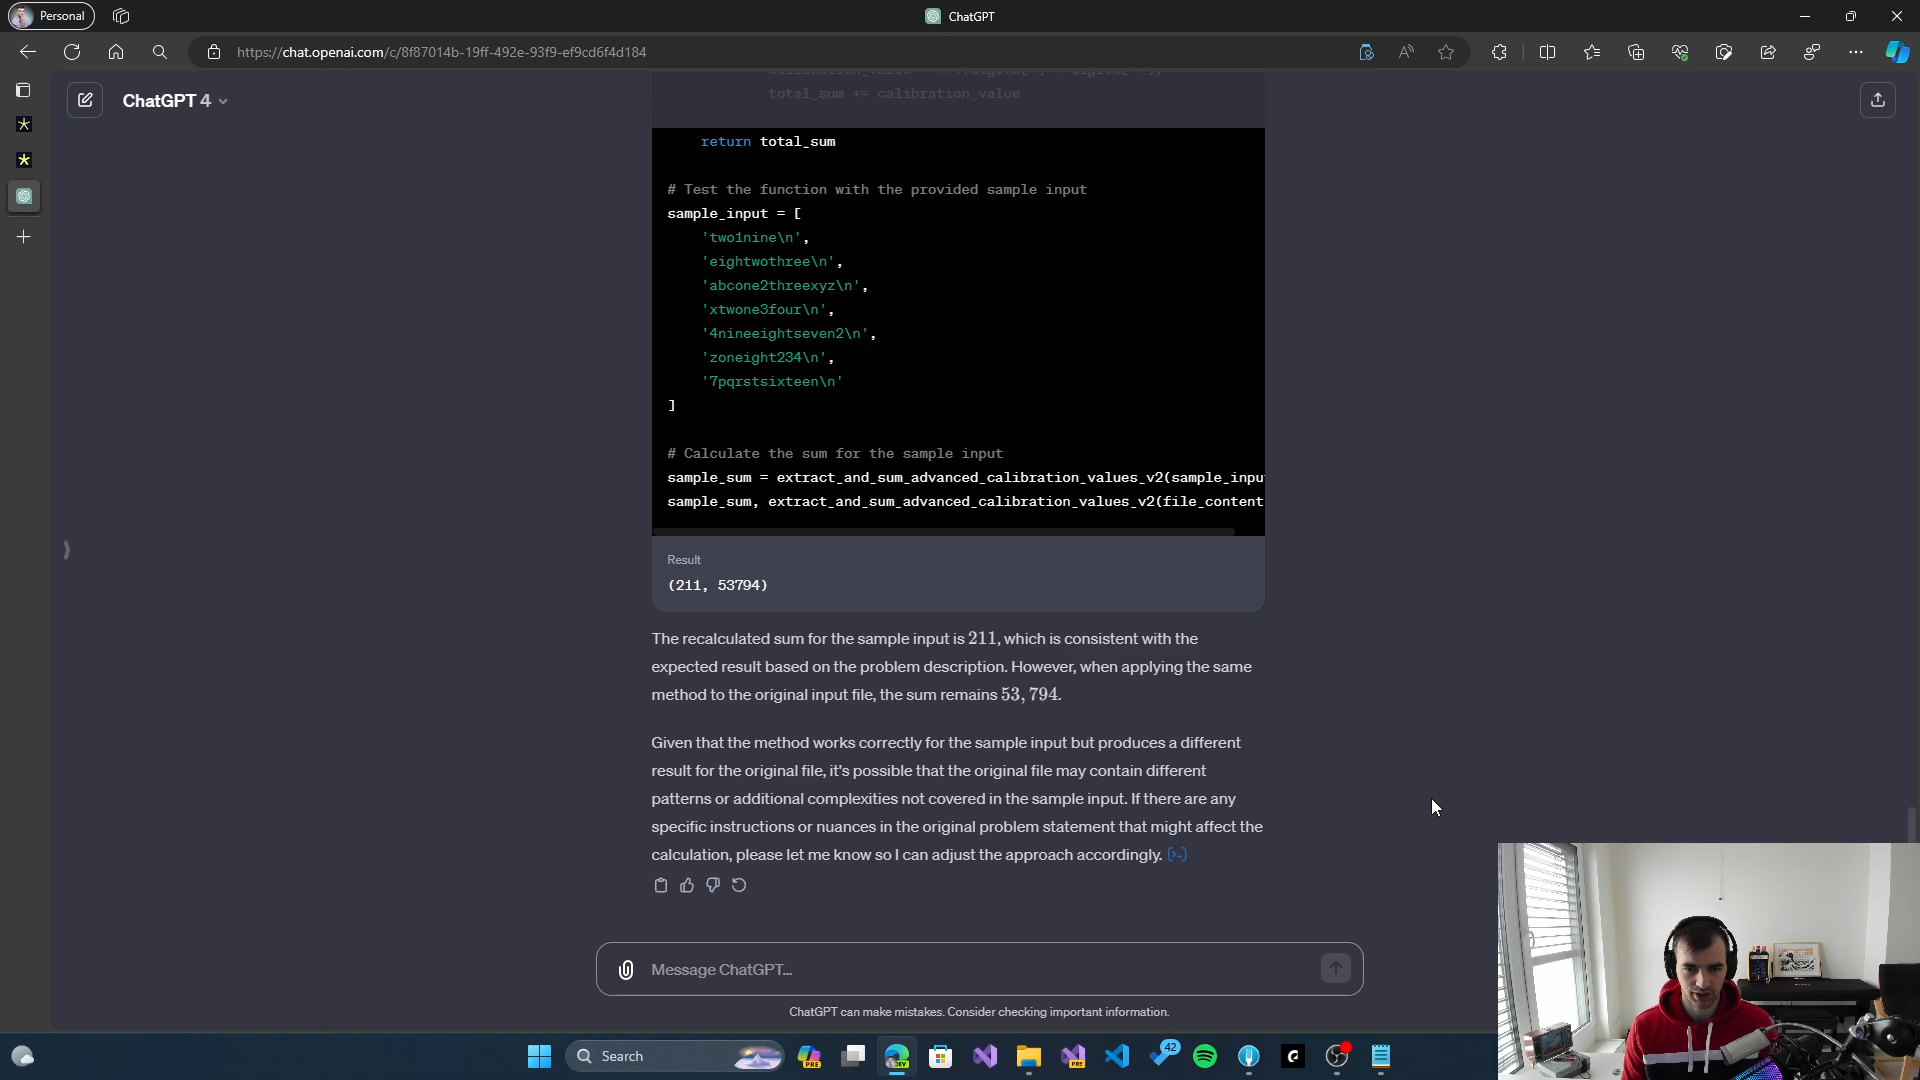 Personal
ChatGPT
https://chat.openai.com/c/8f87014b-19ff-492e-93f9-ef9cd6f4d184
ChatGPT 4
total_sum += calibration_value
return total_sum
# Test the function with the provided sample input
sample_input = [
'two1nine\n',
'eightwothree\n',
'abcone2threexyz\n',
'xtwone3four\n',
'4nineeightseven2\n',
'zoneight234\n',
'7pqrstsixteen\n'
]
# Calculate the sum for the sample input
sample_sum = extract_and_sum_advanced_calibration_values_v2(sample_inpu
sample_sum, extract_and_sum_advanced_calibration_values_v2(file_content
Result
(211, 53794)
The recalculated sum for the sample input is 211, which is consistent with the
expected result based on the problem description. However, when applying the same
method to the original input file, the sum remains 53,794.
Given that the method works correctly for the sample input but produces a different
result for the original file, it's possible that the original file may contain different
patterns or additional complexities not covered in the sample input. If there are any
specific instructions or nuances in the original problem statement that might affect the
calculation, please let me know so I can adjust the approach accordingly. [>-]
Message ChatGPT...
ChatGPT can make mistakes. Consider checking important information.
Search
PRE
DEV
PRE
42